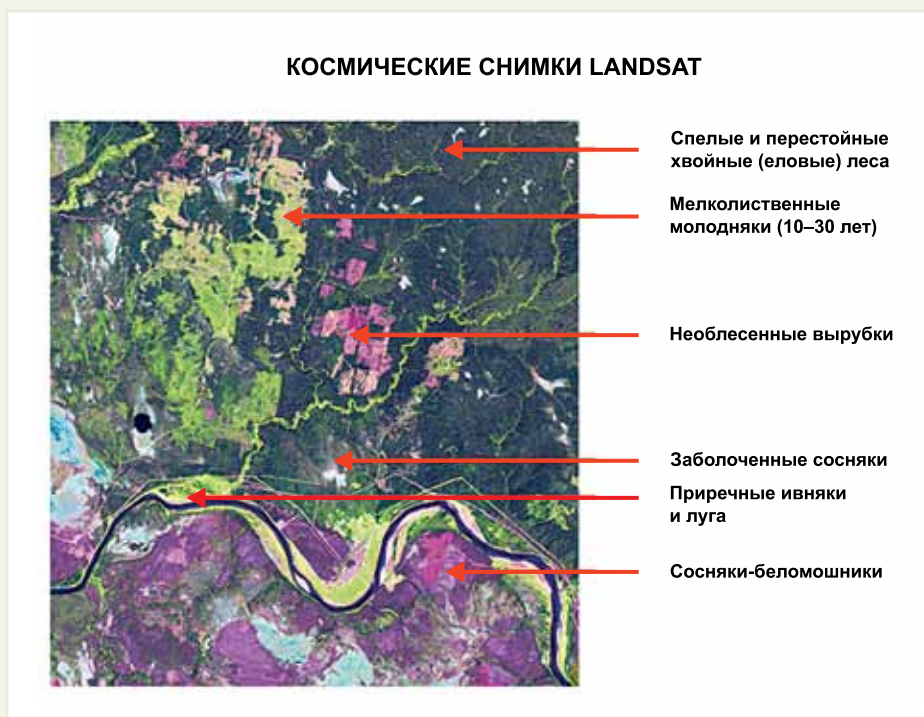 КОСМИЧЕСКИЕ СНИМКИ LANDSAT
Спелые и перестойные
хвойные (еловые) леса
Мелколиственные
молодняки (10–30 лет)
Необлесенные вырубки
Заболоченные сосняки
Приречные ивняки
и луга
Сосняки-беломошники